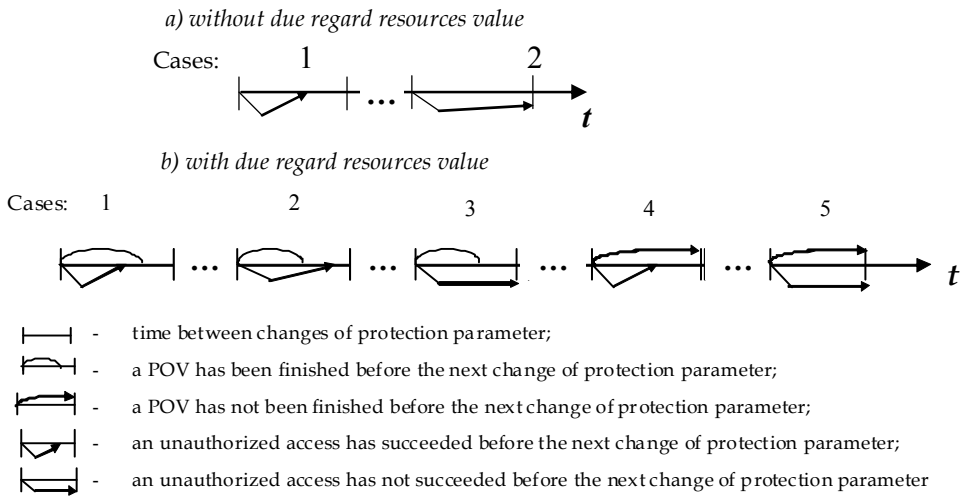 a) without due regard resources value
Cases: 1 2
...
t
b) with due regard resources value
Cases: 1 2 3 4 5
... ... ... ...
t
- time between changes of protection parameter;
- a POV has been finished before the next change of protection parameter;
- a POV has not been finished before the next change of protection parameter;
- an unauthorized access has succeeded before the next change of protection parameter;
- an unauthorized access has not succeeded before the next change of protection parameter